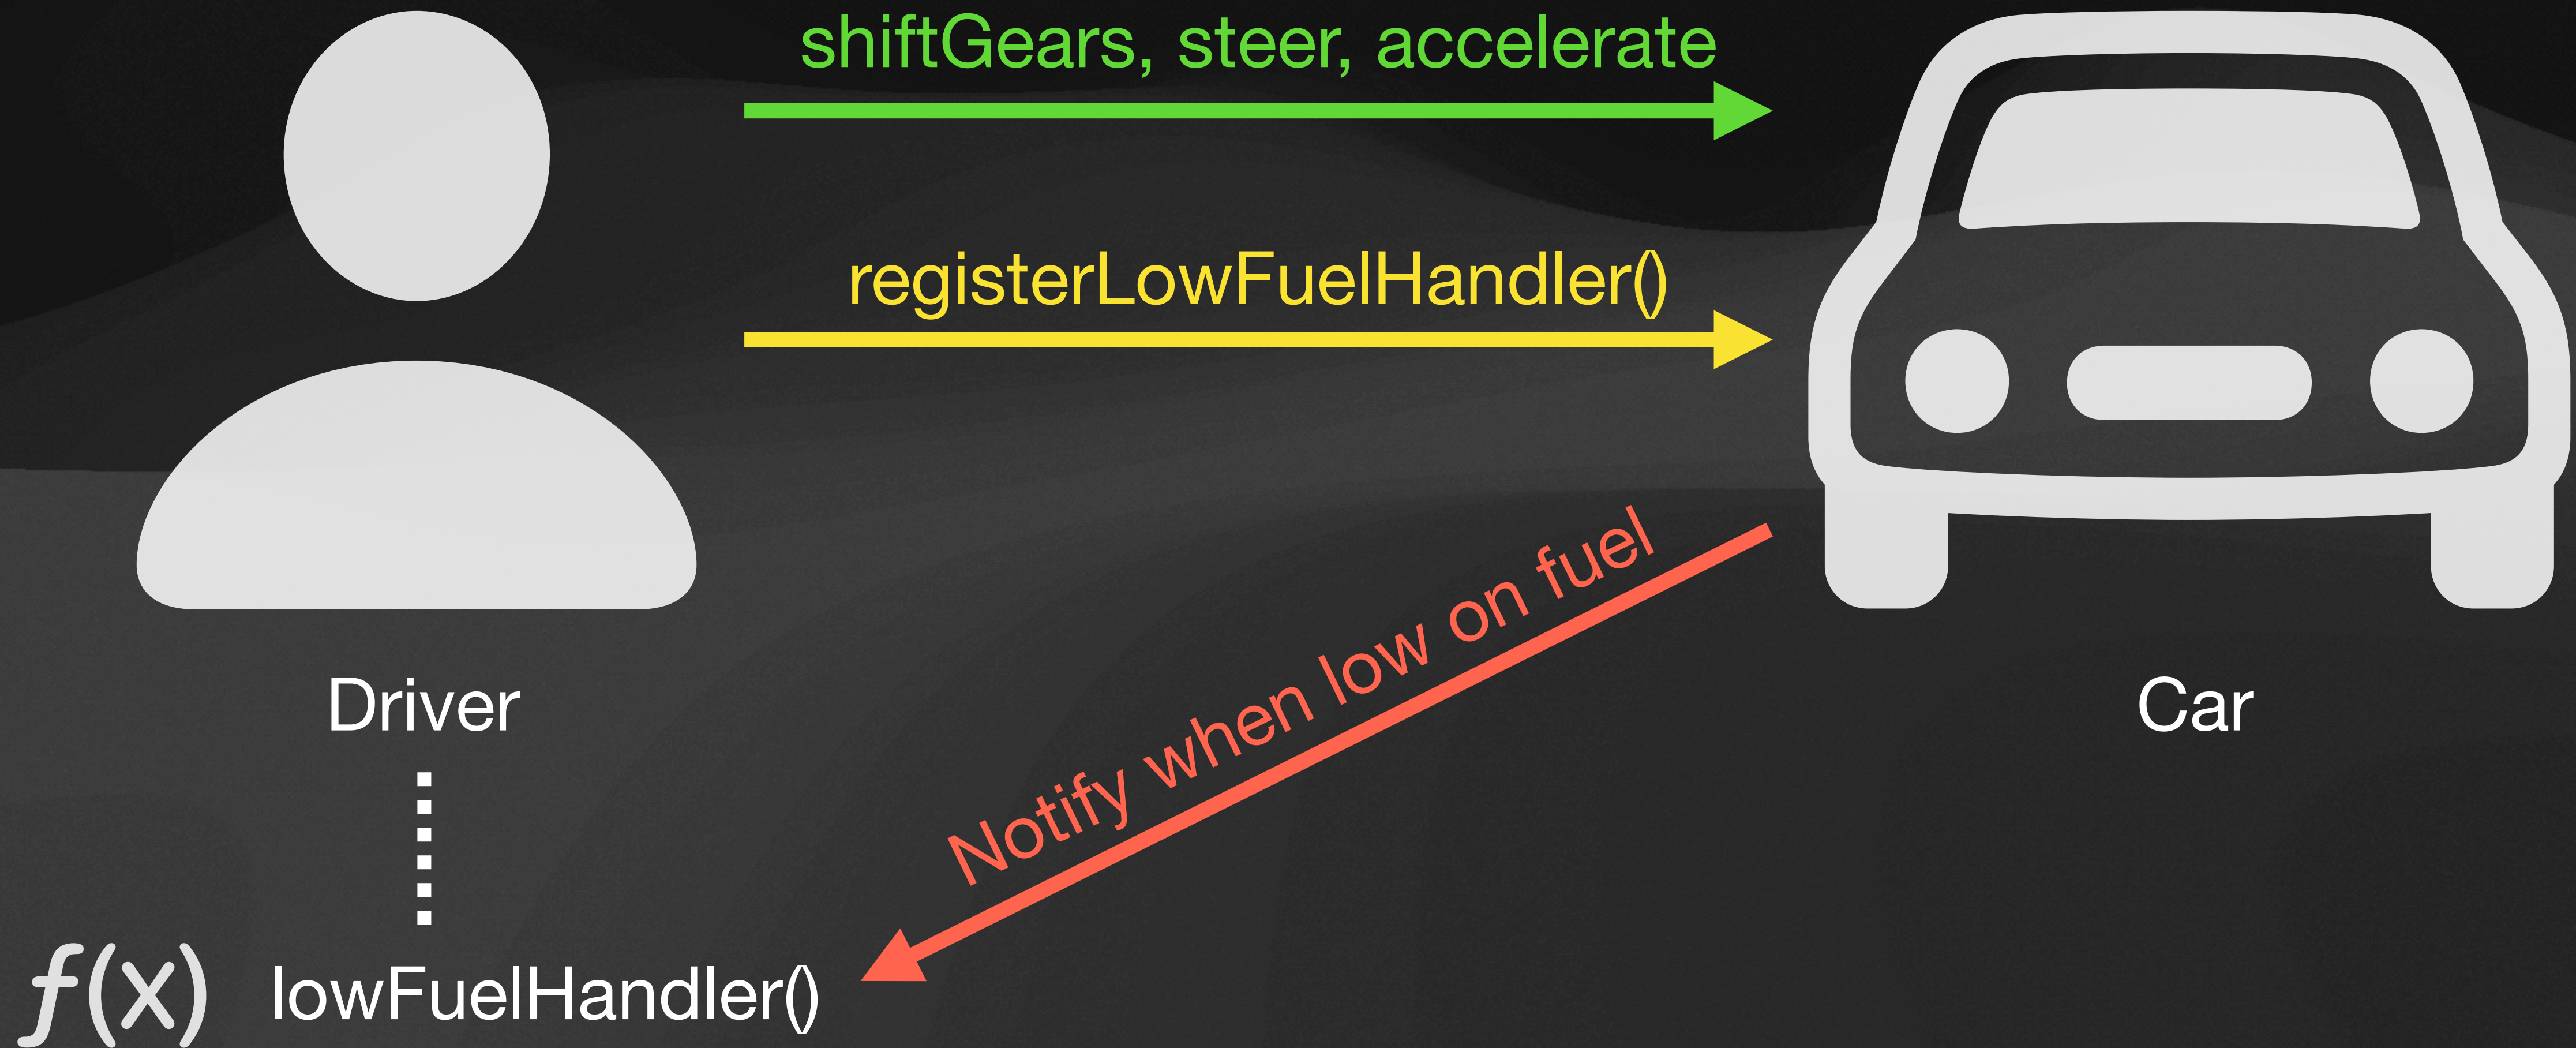 shiftGears, steer, accelerate
registerLowFuelHandler()
Notify when low on fuel
Driver
Car
f(x) lowFuelHandler()